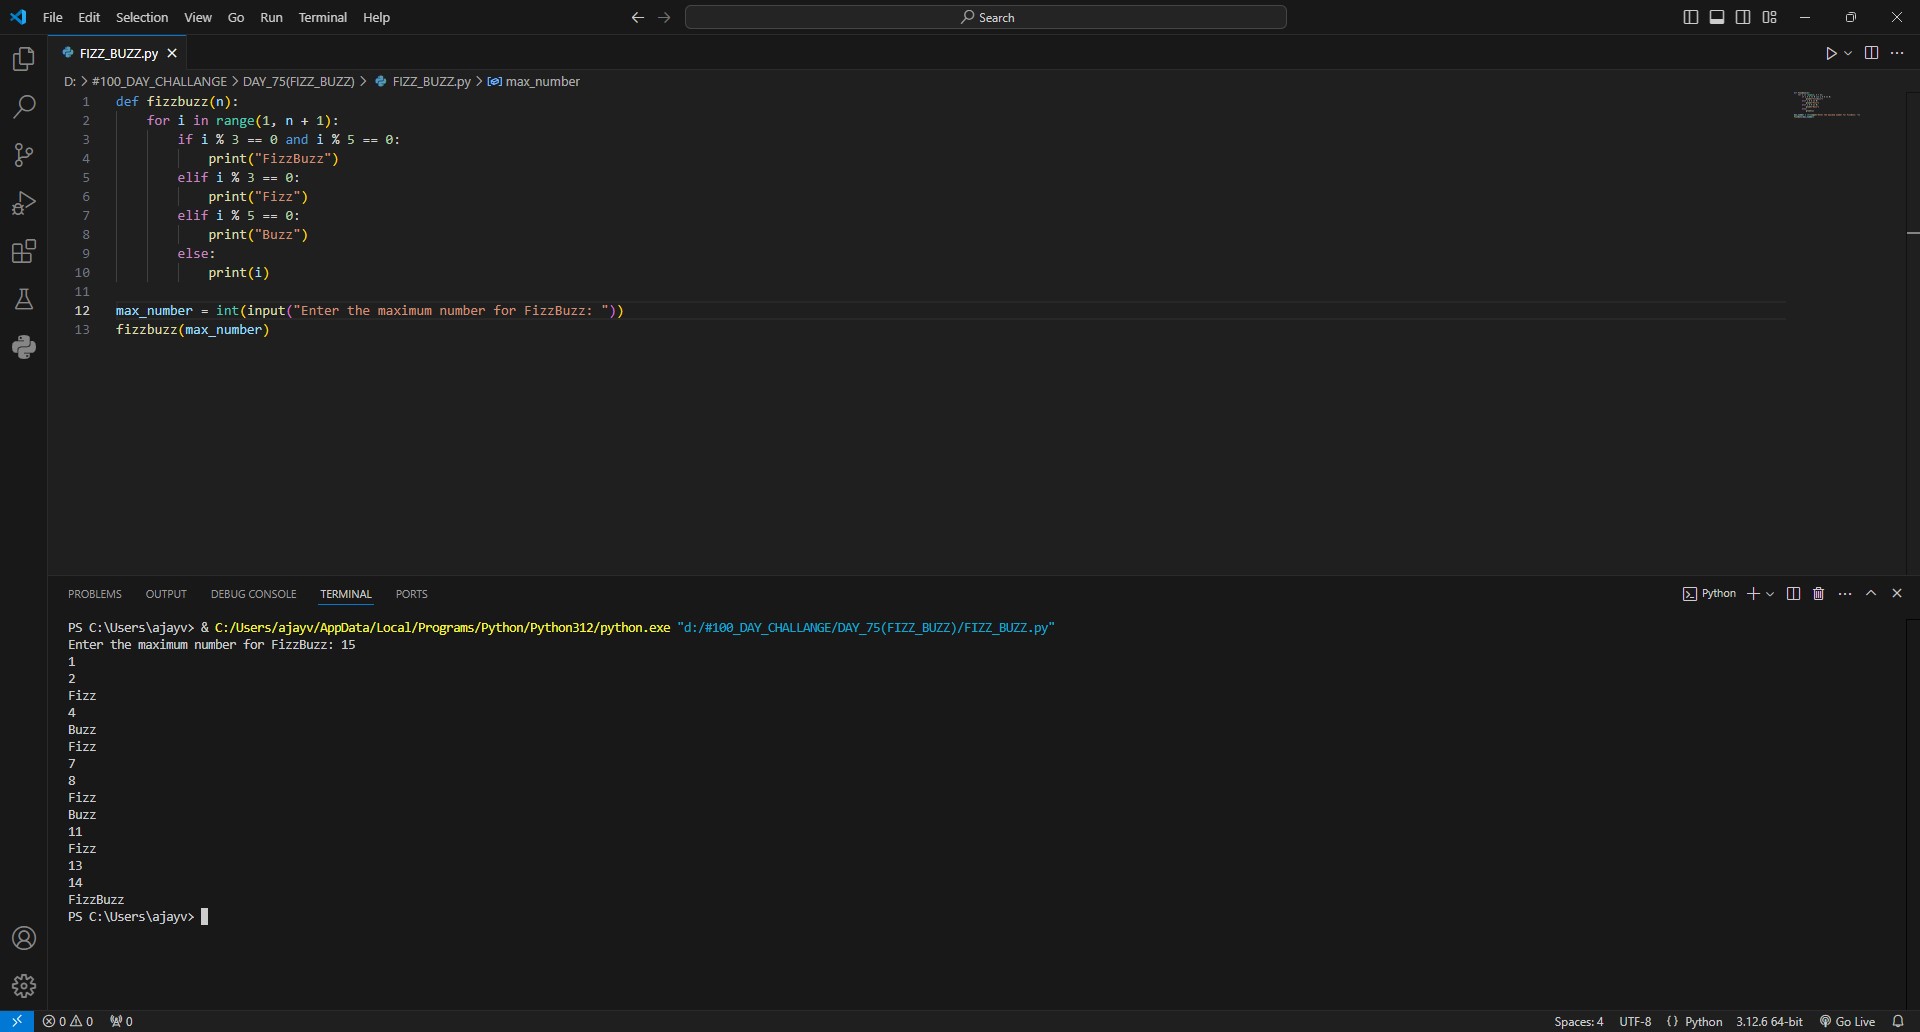 File Edit Selection View Go Run Terminal Help
Search
FIZZ_BUZZ.py
D: > #100_DAY_CHALLANGE > DAY_75(FIZZ_BUZZ) > FIZZ_BUZZ.py > max_number
1 def fizzbuzz(n):
2 for i in range(1, n + 1):
3 if i % 3 == 0 and i % 5 == 0:
4 print("FizzBuzz")
5 elif i % 3 == 0:
6 print("Fizz")
7 elif i % 5 == 0:
8 print("Buzz")
9 else:
10 print(i)
11
12 max_number = int(input("Enter the maximum number for FizzBuzz: "))
13 fizzbuzz(max_number)
PROBLEMS OUTPUT DEBUG CONSOLE TERMINAL PORTS
Python
PS C:\Users\ajayv> & C:/Users/ajayv/AppData/Local/Programs/Python/Python312/python.exe "d:/#100_DAY_CHALLANGE/DAY_75(FIZZ_BUZZ)/FIZZ_BUZZ.py"
Enter the maximum number for FizzBuzz: 15
1
2
Fizz
4
Buzz
Fizz
7
8
Fizz
Buzz
11
Fizz
13
14
FizzBuzz
PS C:\Users\ajayv>
0 0 0
Spaces: 4 UTF-8 {} Python 3.12.6 64-bit Go Live